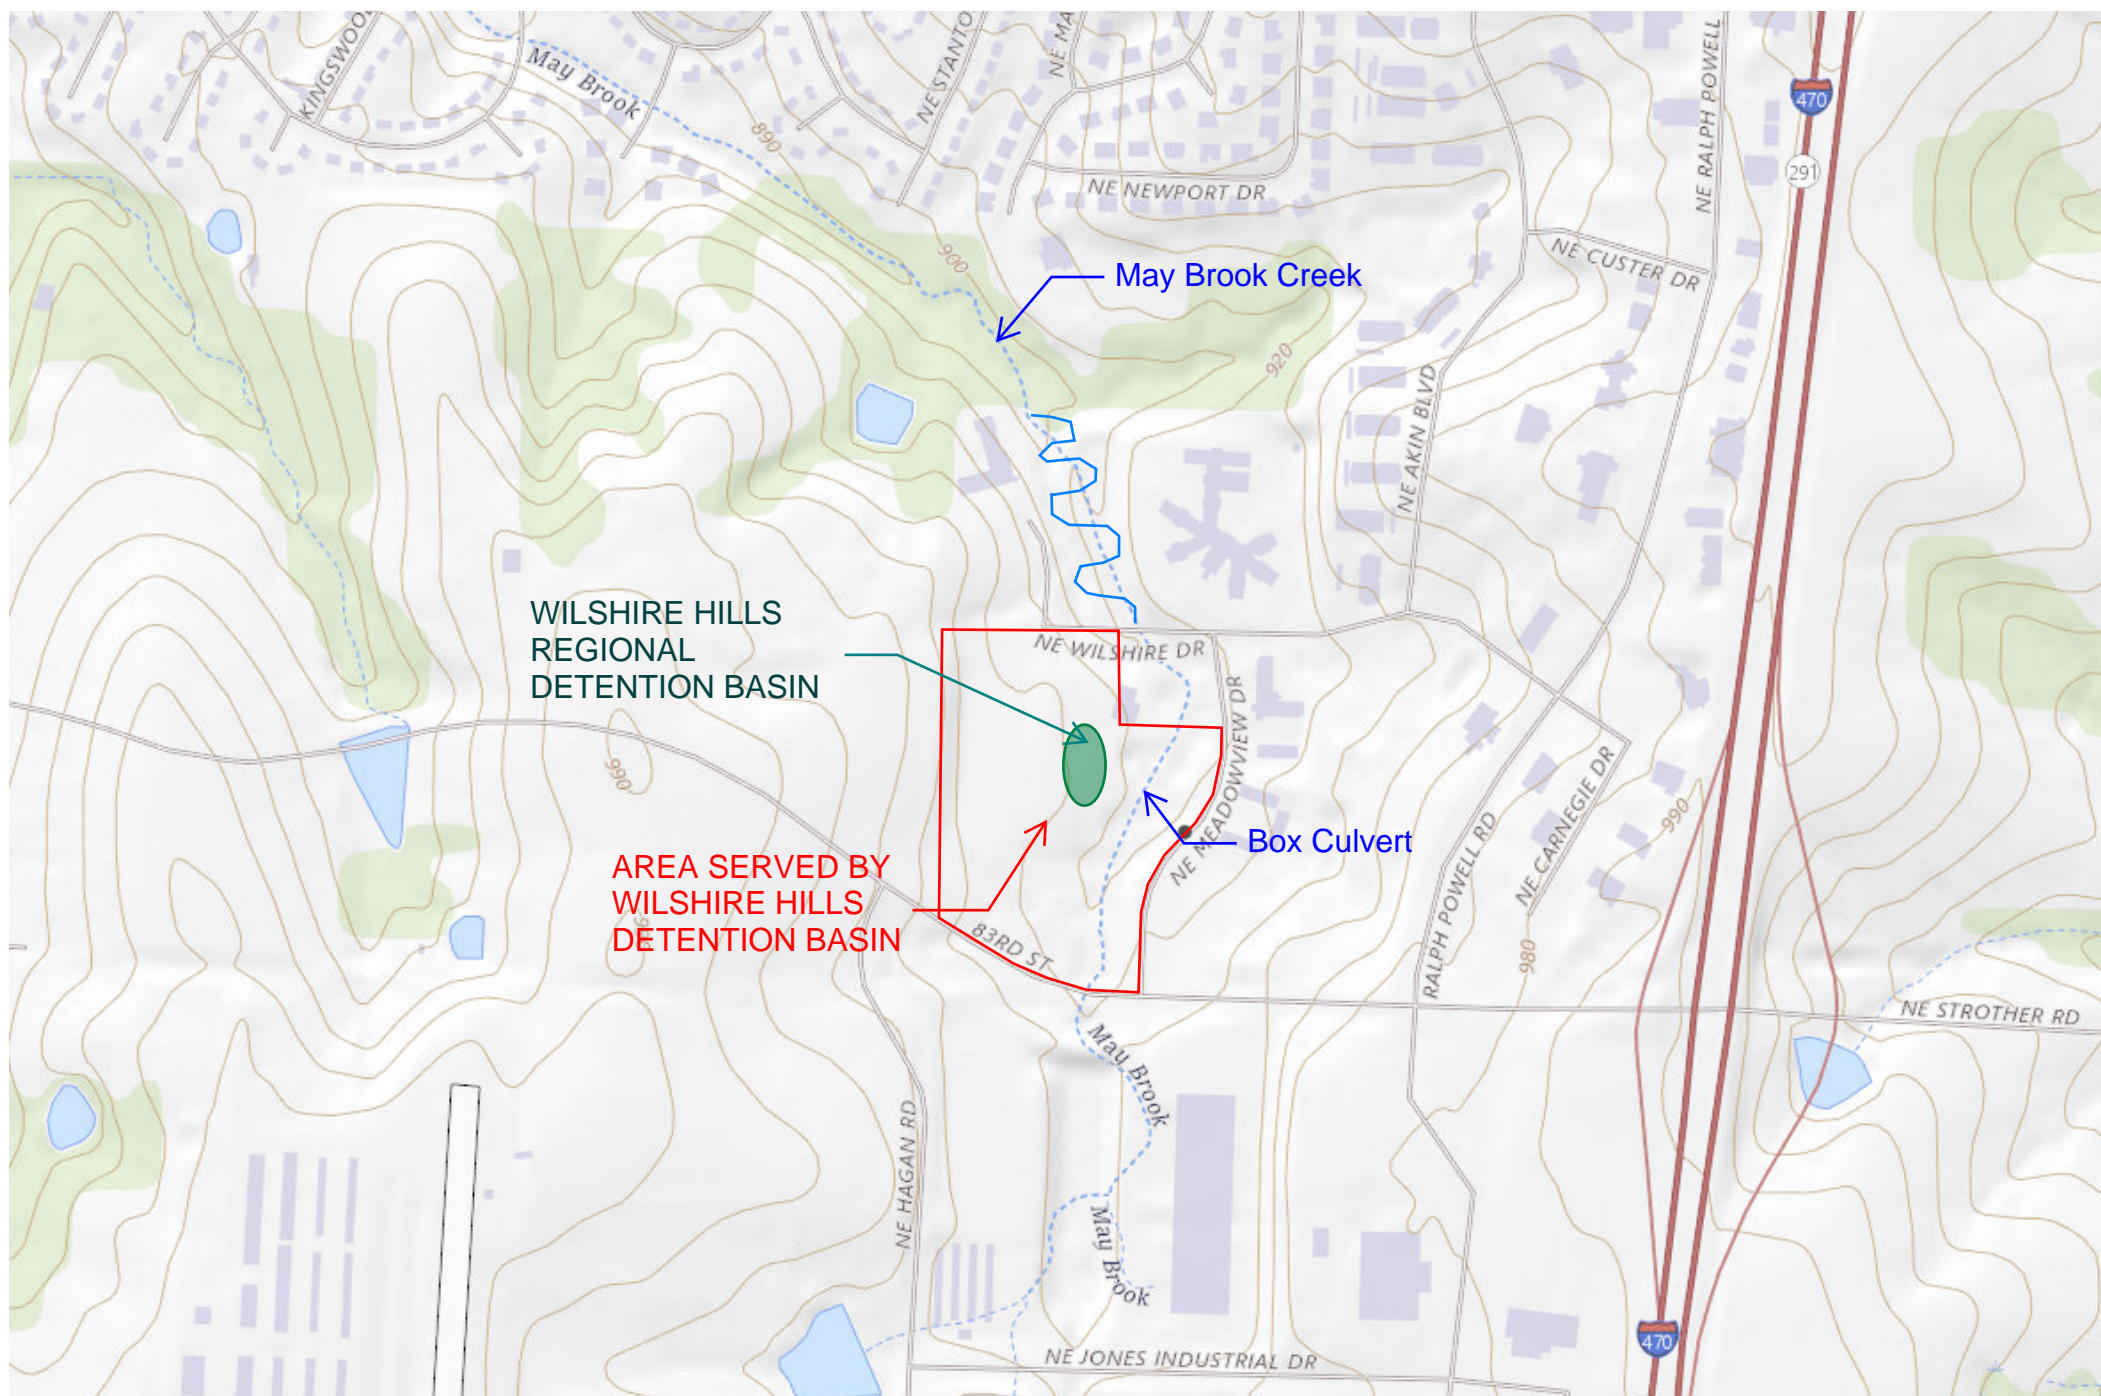 KINGSWOO
May Brook
NE STANTO
NE MA
NE RALPH POWELL
470
291
890
NE NEWPORT DR
900
NE CUSTER DR
May Brook Creek
920
NE AKIN BLVD
WILSHIRE HILLS
REGIONAL
DETENTION BASIN
NE WILSHIRE DR
NE MEADOWVIEW DR
990
NE CARNEGIE DR
990
Box Culvert
RALPH POWELL RD
AREA SERVED BY
WILSHIRE HILLS
DETENTION BASIN
83RD ST
980
NE STROTHER RD
May Brook
NE HAGAN RD
May Brook
470
NE JONES INDUSTRIAL DR